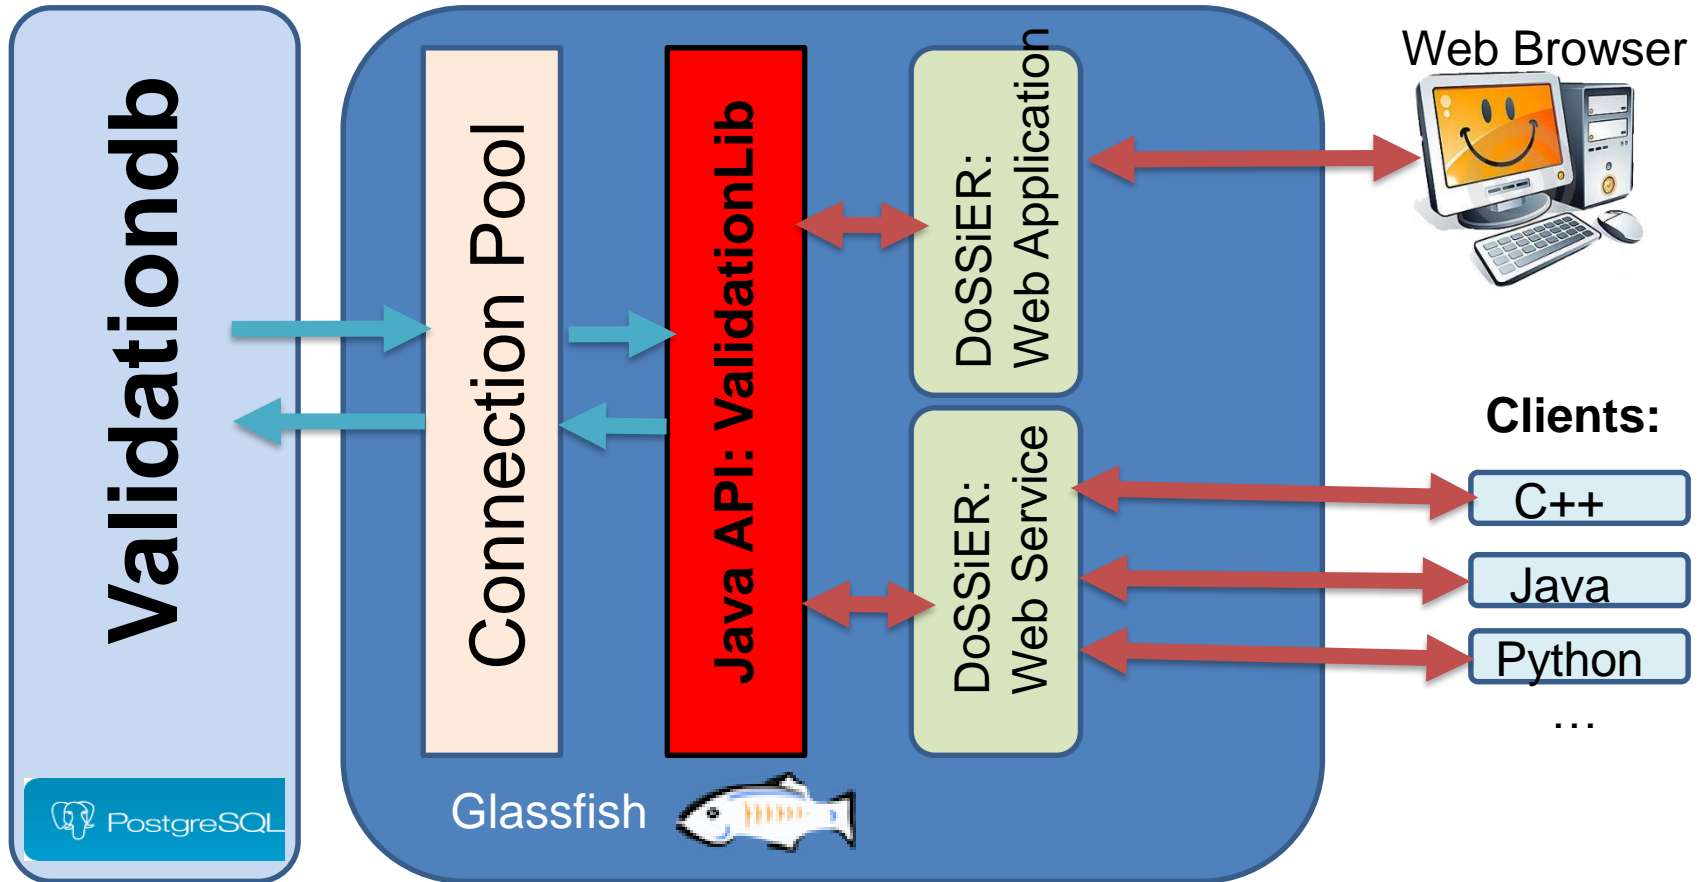 Validationdb
PostgreSQL
Connection Pool
Java API: ValidationLib
DoSSiER:
Web Application
DoSSiER:
Web Service
Glassfish
Web Browser
Clients:
C++
Java
Python
…